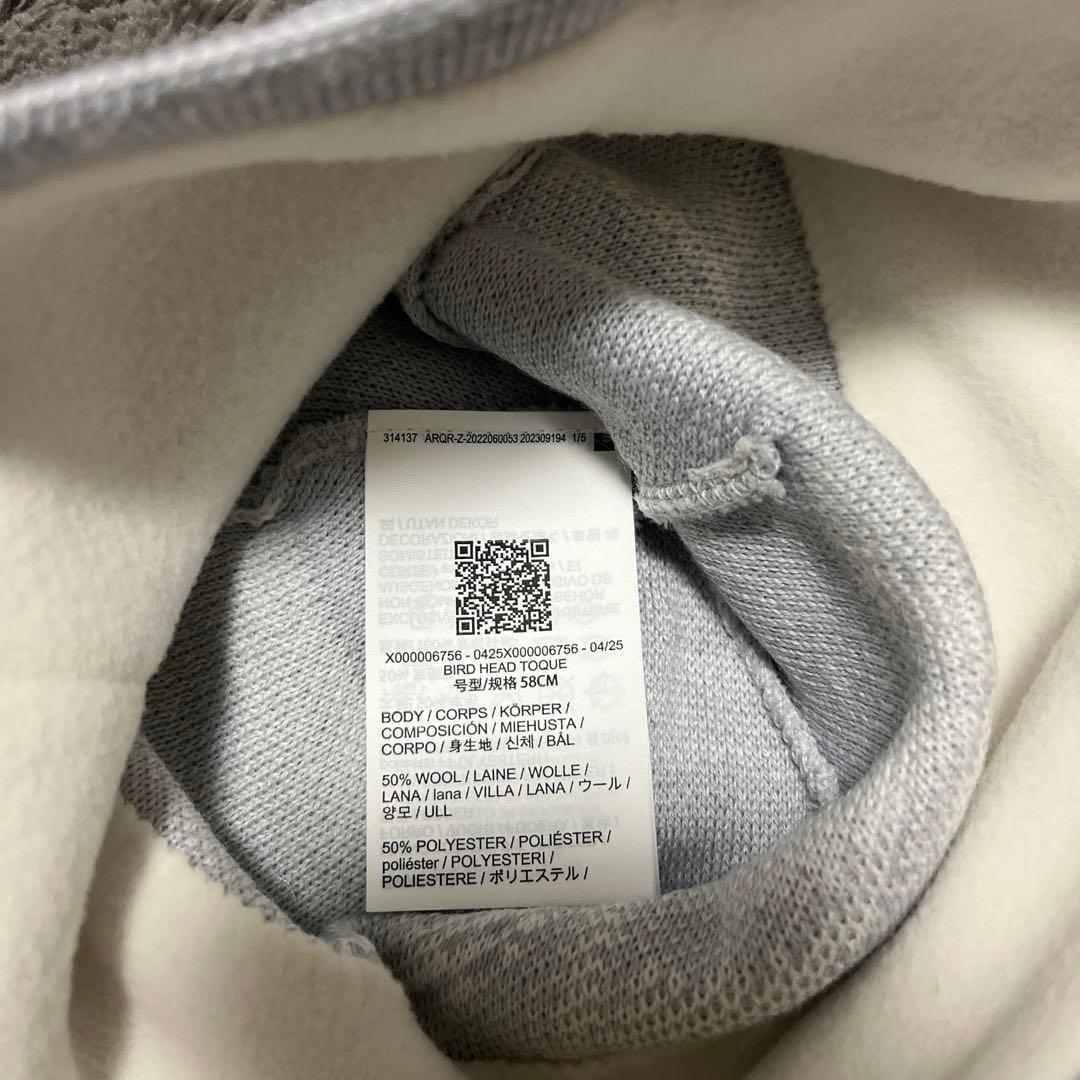 314137 ARQR-Z-2022060053 202309194 1/5
X000006756 - 0425X000006756 - 04/25
BIRD HEAD TOQUE
号型/规格 58CM
BODY / CORPS / KÖRPER /
COMPOSICIÓN / MIEHUSTA /
CORPO / 身生地 / 신체 / BÅL
50% WOOL / LAINE / WOLLE /
LANA / lana / VILLA / LANA / ウール /
양모 / ULL
50% POLYESTER / POLIÉSTER /
poliéster / POLYESTERI /
POLIESTERE / ポリエステル /